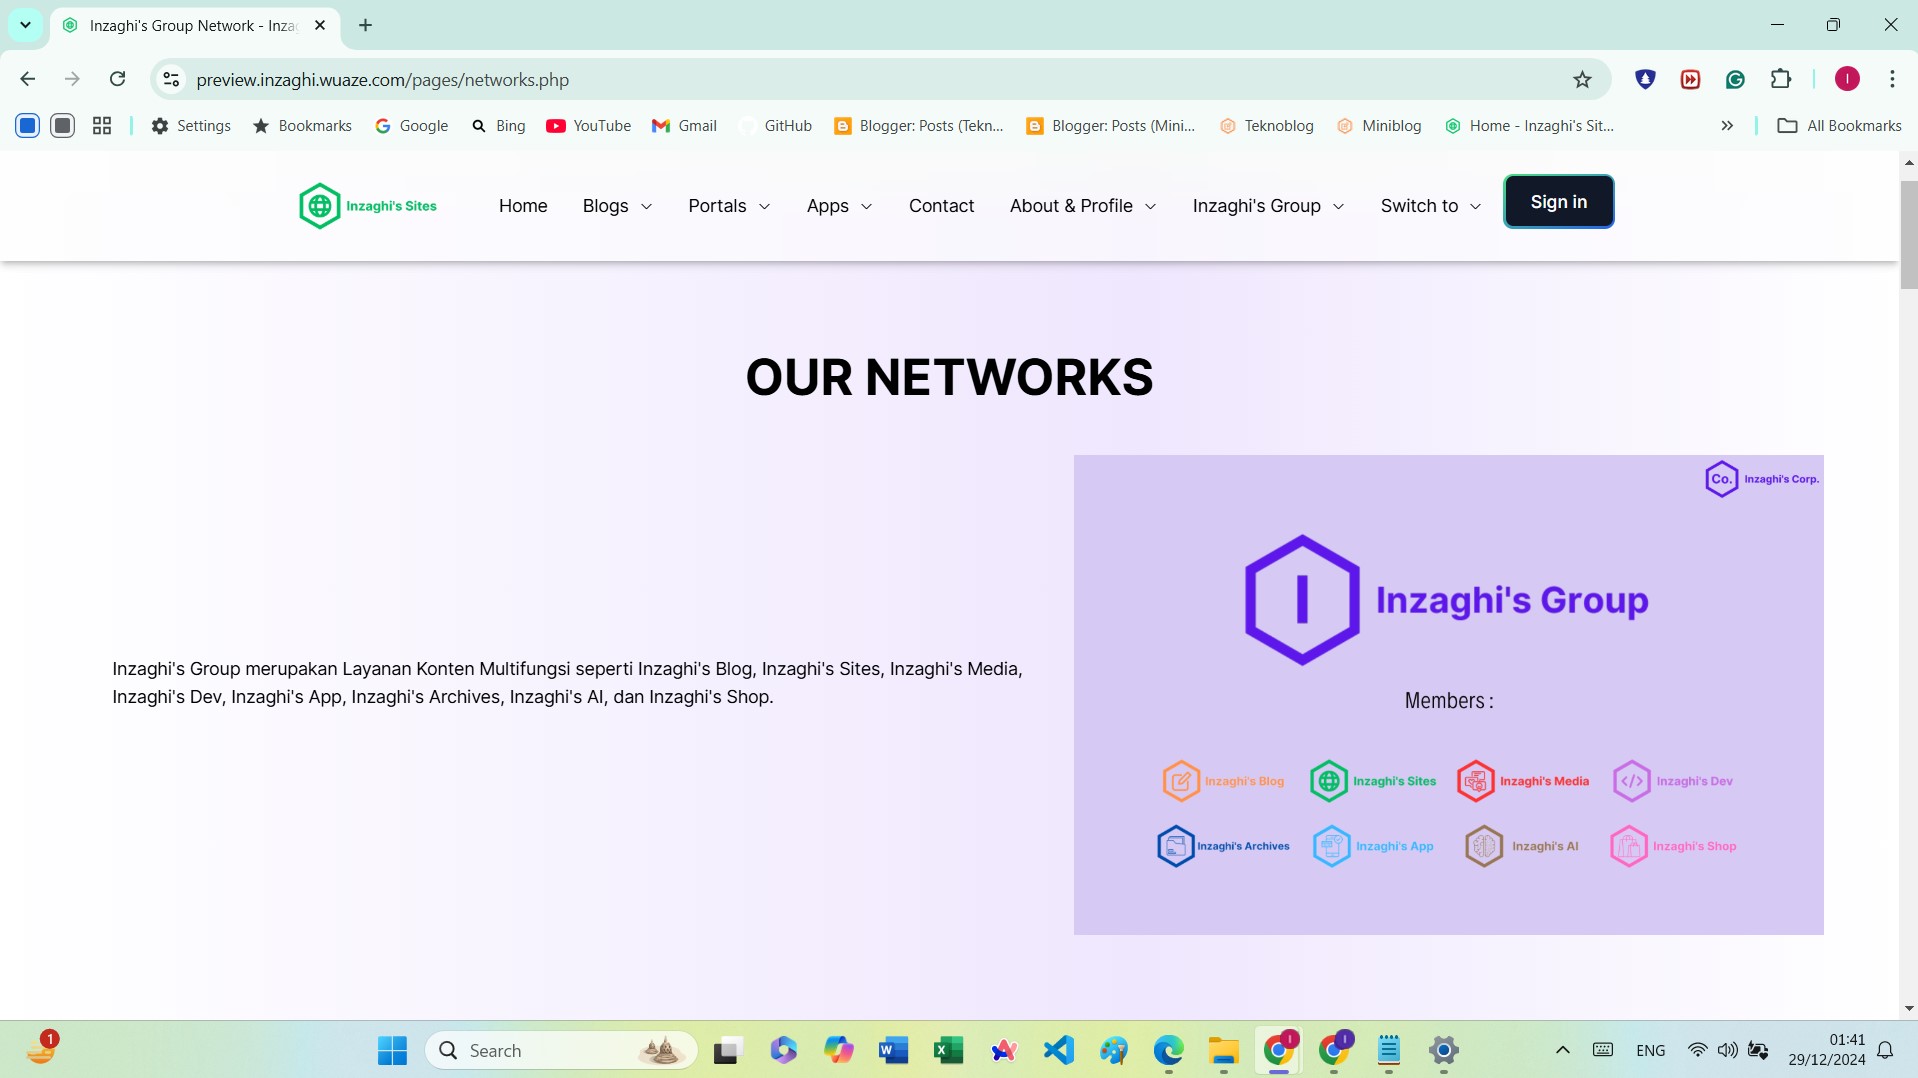 Inzaghi's Group Network - Inza
preview.inzaghi.wuaze.com/pages/networks.php
I
Settings Bookmarks Google Bing YouTube Gmail GitHub Blogger: Posts (Tekn... Blogger: Posts (Mini... Teknoblog Miniblog Home - Inzaghi's Sit... All Bookmarks
Inzaghi's Sites Home Blogs Portals Apps Contact About & Profile Inzaghi's Group Switch to Sign in
OUR NETWORKS
Co. Inzaghi's Corp.
I Inzaghi's Group
Inzaghi's Group merupakan Layanan Konten Multifungsi seperti Inzaghi's Blog, Inzaghi's Sites, Inzaghi's Media,
Inzaghi's Dev, Inzaghi's App, Inzaghi's Archives, Inzaghi's AI, dan Inzaghi's Shop.
Members :
Inzaghi's Blog Inzaghi's Sites Inzaghi's Media Inzaghi's Dev
Inzaghi's Archives Inzaghi's App Inzaghi's AI Inzaghi's Shop
1 Search ENG 01:41
29/12/2024